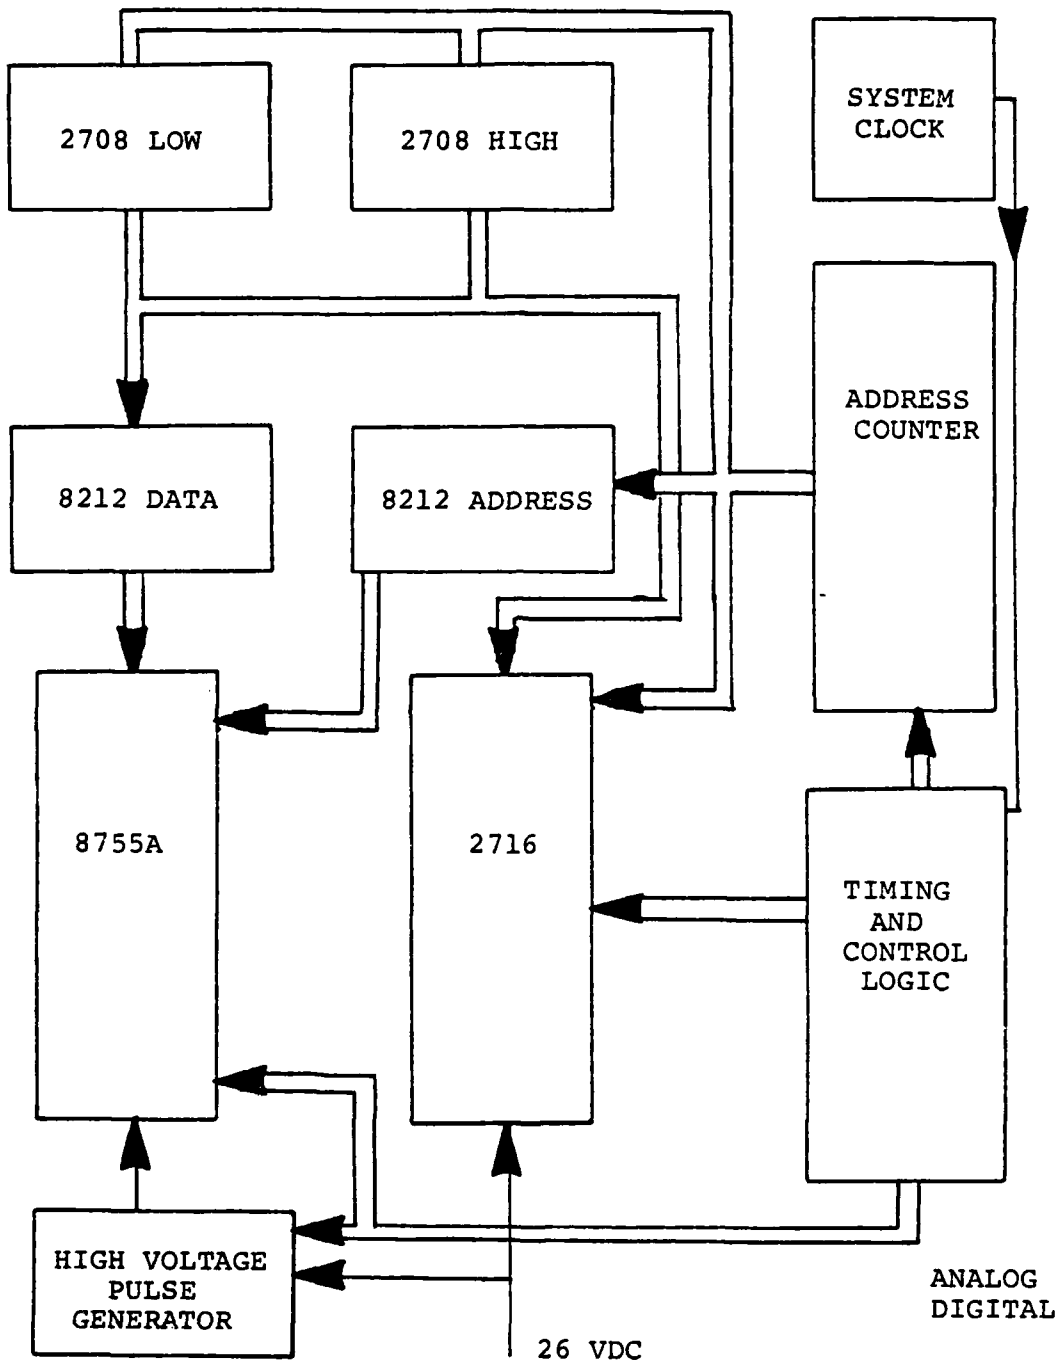 2708 LOW
2708 HIGH
SYSTEM
CLOCK
ADDRESS
COUNTER
8212 DATA
8212 ADDRESS
8755A
2716
TIMING
AND
CONTROL
LOGIC
HIGH VOLTAGE
PULSE
GENERATOR
26 VDC
ANALOG
DIGITAL